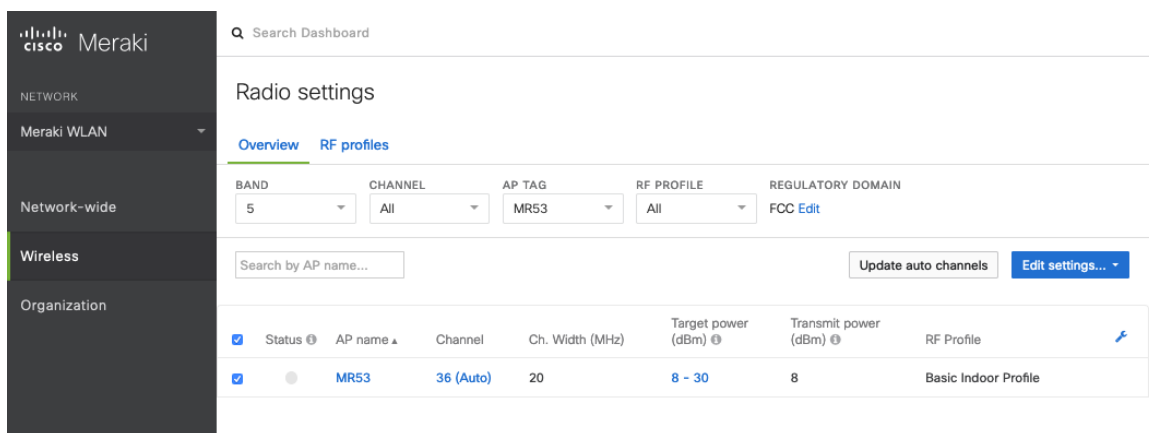 cisco Meraki
Search Dashboard
NETWORK
Meraki WLAN
Network-wide
Wireless
Organization
Radio settings
Overview RF profiles
BAND CHANNEL AP TAG RF PROFILE REGULATORY DOMAIN
5 All MR53 All FCC Edit
Search by AP name... Update auto channels Edit settings...
Status AP name Channel Ch. Width (MHz) Target power (dBm) Transmit power (dBm) RF Profile
MR53 36 (Auto) 20 8 - 30 8 Basic Indoor Profile